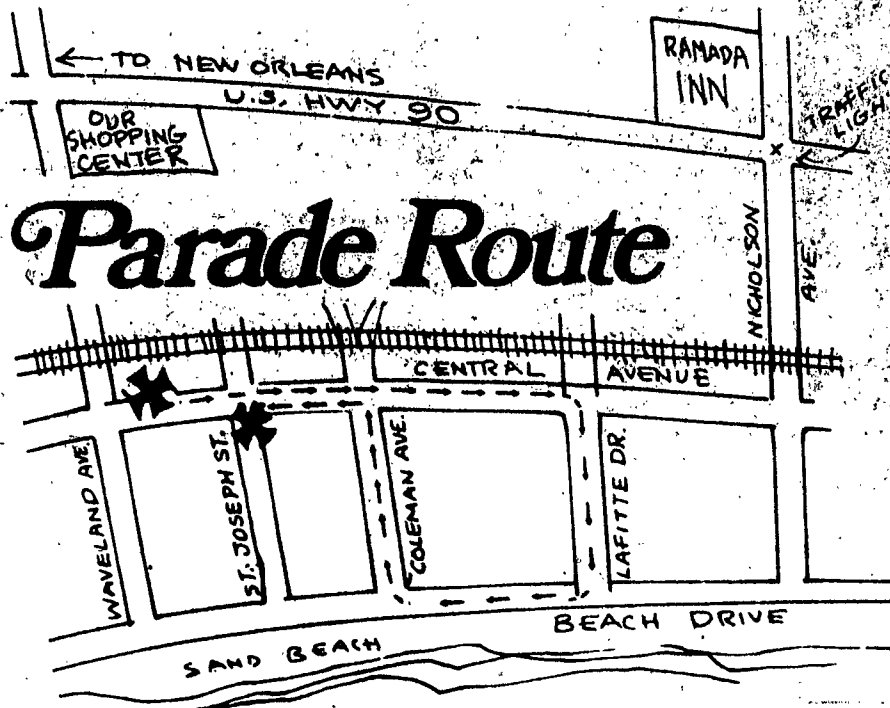 ← TO NEW ORLEANS
U.S. HWY 90
RAMADA
INN
TRAFFIC
LIGHT
OUR
SHOPPING
CENTER
Parade Route
NICHOLSON AVE.
CENTRAL AVENUE
WAVELAND AVE.
ST. JOSEPH ST.
COLEMAN AVE.
LAFITTE DR.
BEACH DRIVE
SAND BEACH